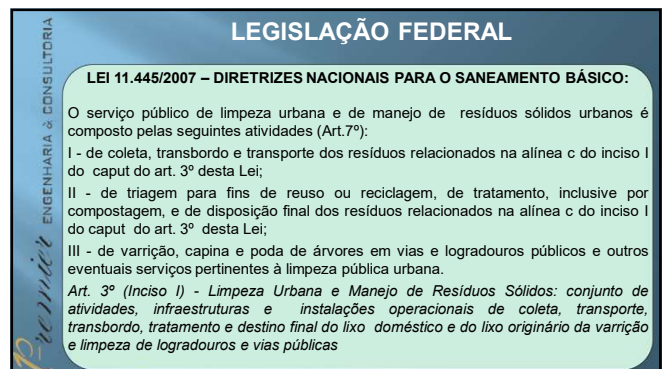 LEGISLAÇÃO FEDERAL
LEI 11.445/2007 – DIRETRIZES NACIONAIS PARA O SANEAMENTO BÁSICO:
O serviço público de limpeza urbana e de manejo de resíduos sólidos urbanos é
composto pelas seguintes atividades (Art.7º):
I - de coleta, transbordo e transporte dos resíduos relacionados na alínea c do inciso I
do caput do art. 3º desta Lei;
II - de triagem para fins de reuso ou reciclagem, de tratamento, inclusive por
compostagem, e de disposição final dos resíduos relacionados na alínea c do inciso I
do caput do art. 3º desta Lei;
III - de varrição, capina e poda de árvores em vias e logradouros públicos e outros
eventuais serviços pertinentes à limpeza pública urbana.
Art. 3º (Inciso I) - Limpeza Urbana e Manejo de Resíduos Sólidos: conjunto de
atividades, infraestruturas e instalações operacionais de coleta, transporte,
transbordo, tratamento e destino final do lixo doméstico e do lixo originário da varrição
e limpeza de logradouros e vias públicas
Premier ENGENHARIA & CONSULTORIA